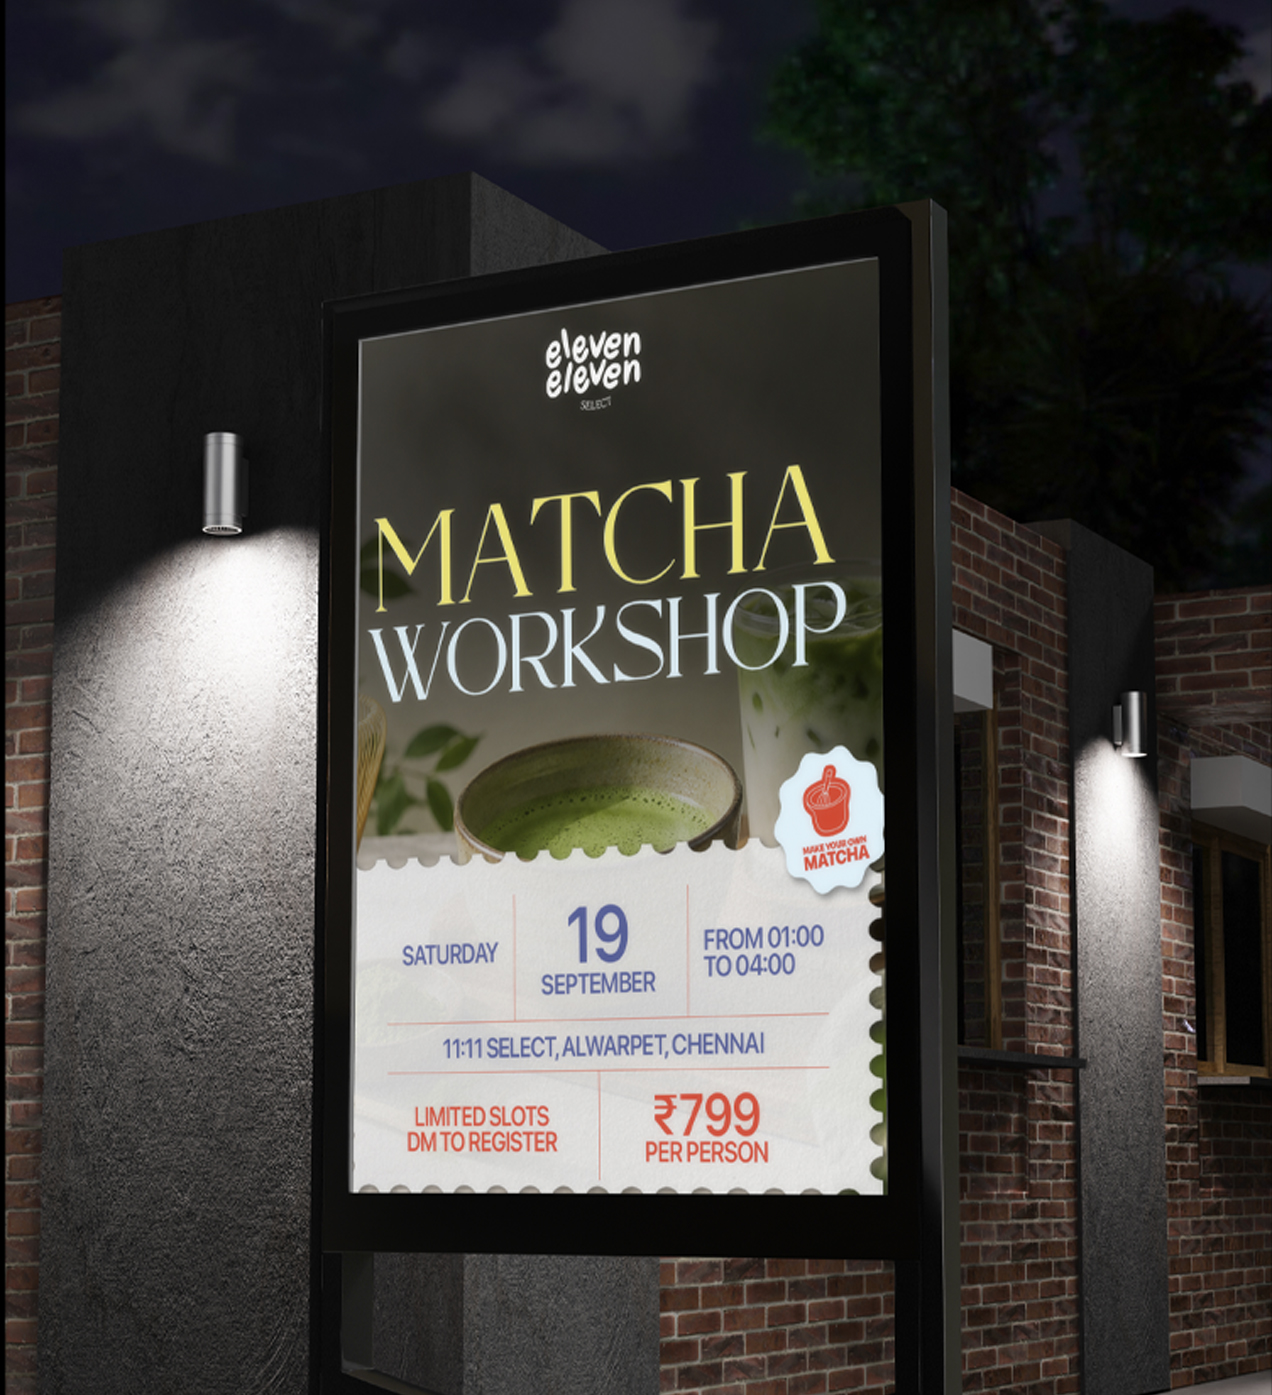 eleven
eleven
SELECT
MATCHA
WORKSHOP
MAKE YOUR OWN
MATCHA
SATURDAY
19
SEPTEMBER
FROM 01:00
TO 04:00
11:11 SELECT, ALWARPET, CHENNAI
LIMITED SLOTS
DM TO REGISTER
₹799
PER PERSON